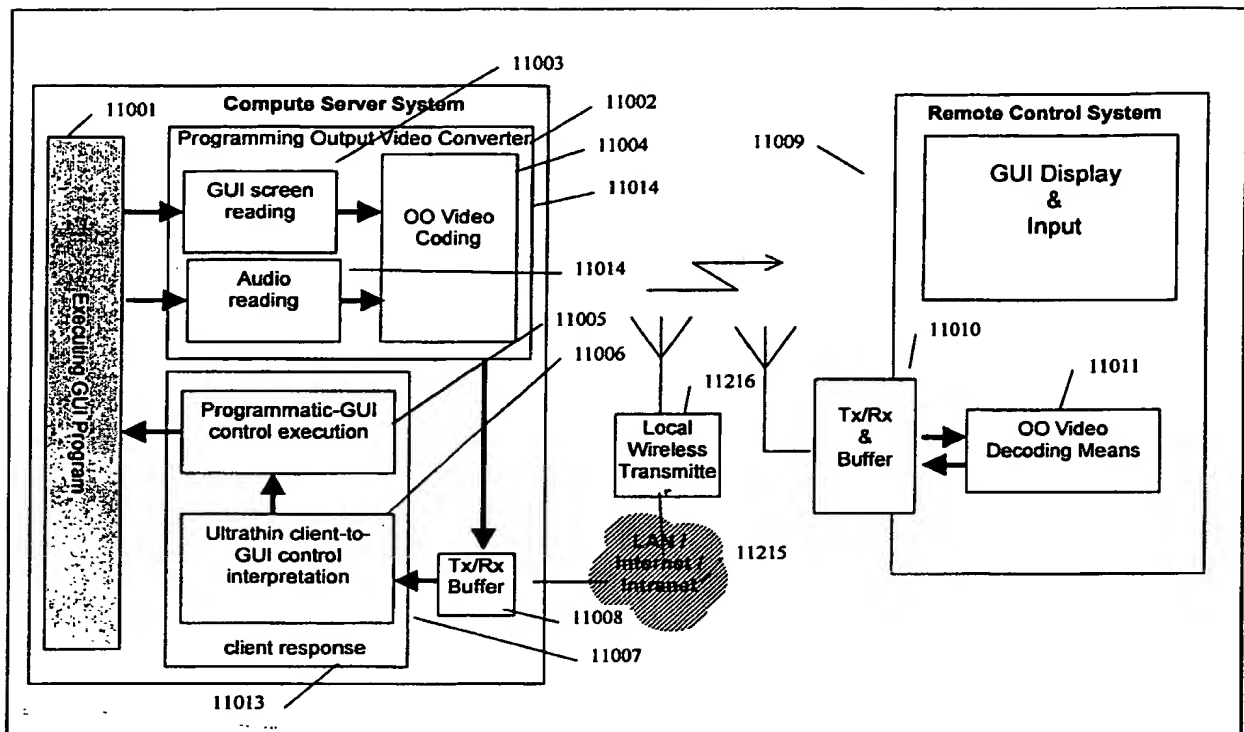 11003
11001
Compute Server System
11002
Remote Control System
Programming Output Video Converter
11004
11009
GUI screen
reading
11014
GUI Display
&
Input
OO Video
Coding
Audio
reading
11014
Executing GUI Program
11005
11006
11010
11011
11216
Programmatic-GUI
control execution
Local
Wireless
Transmitte
r
Tx/Rx
&
Buffer
OO Video
Decoding Means
Ultrathin client-to-
GUI control
interpretation
LAN /
Internet /
Intranet
11215
Tx/Rx
Buffer
11008
client response
11007
11013